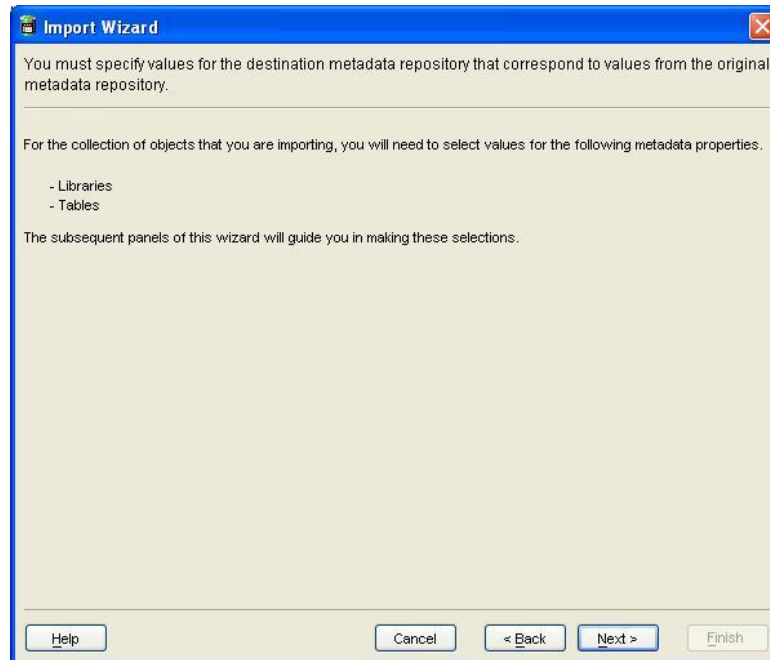 Import Wizard
You must specify values for the destination metadata repository that correspond to values from the original
metadata repository.
For the collection of objects that you are importing, you will need to select values for the following metadata properties.
- Libraries
- Tables
The subsequent panels of this wizard will guide you in making these selections.
Help
Cancel
< Back
Next >
Finish